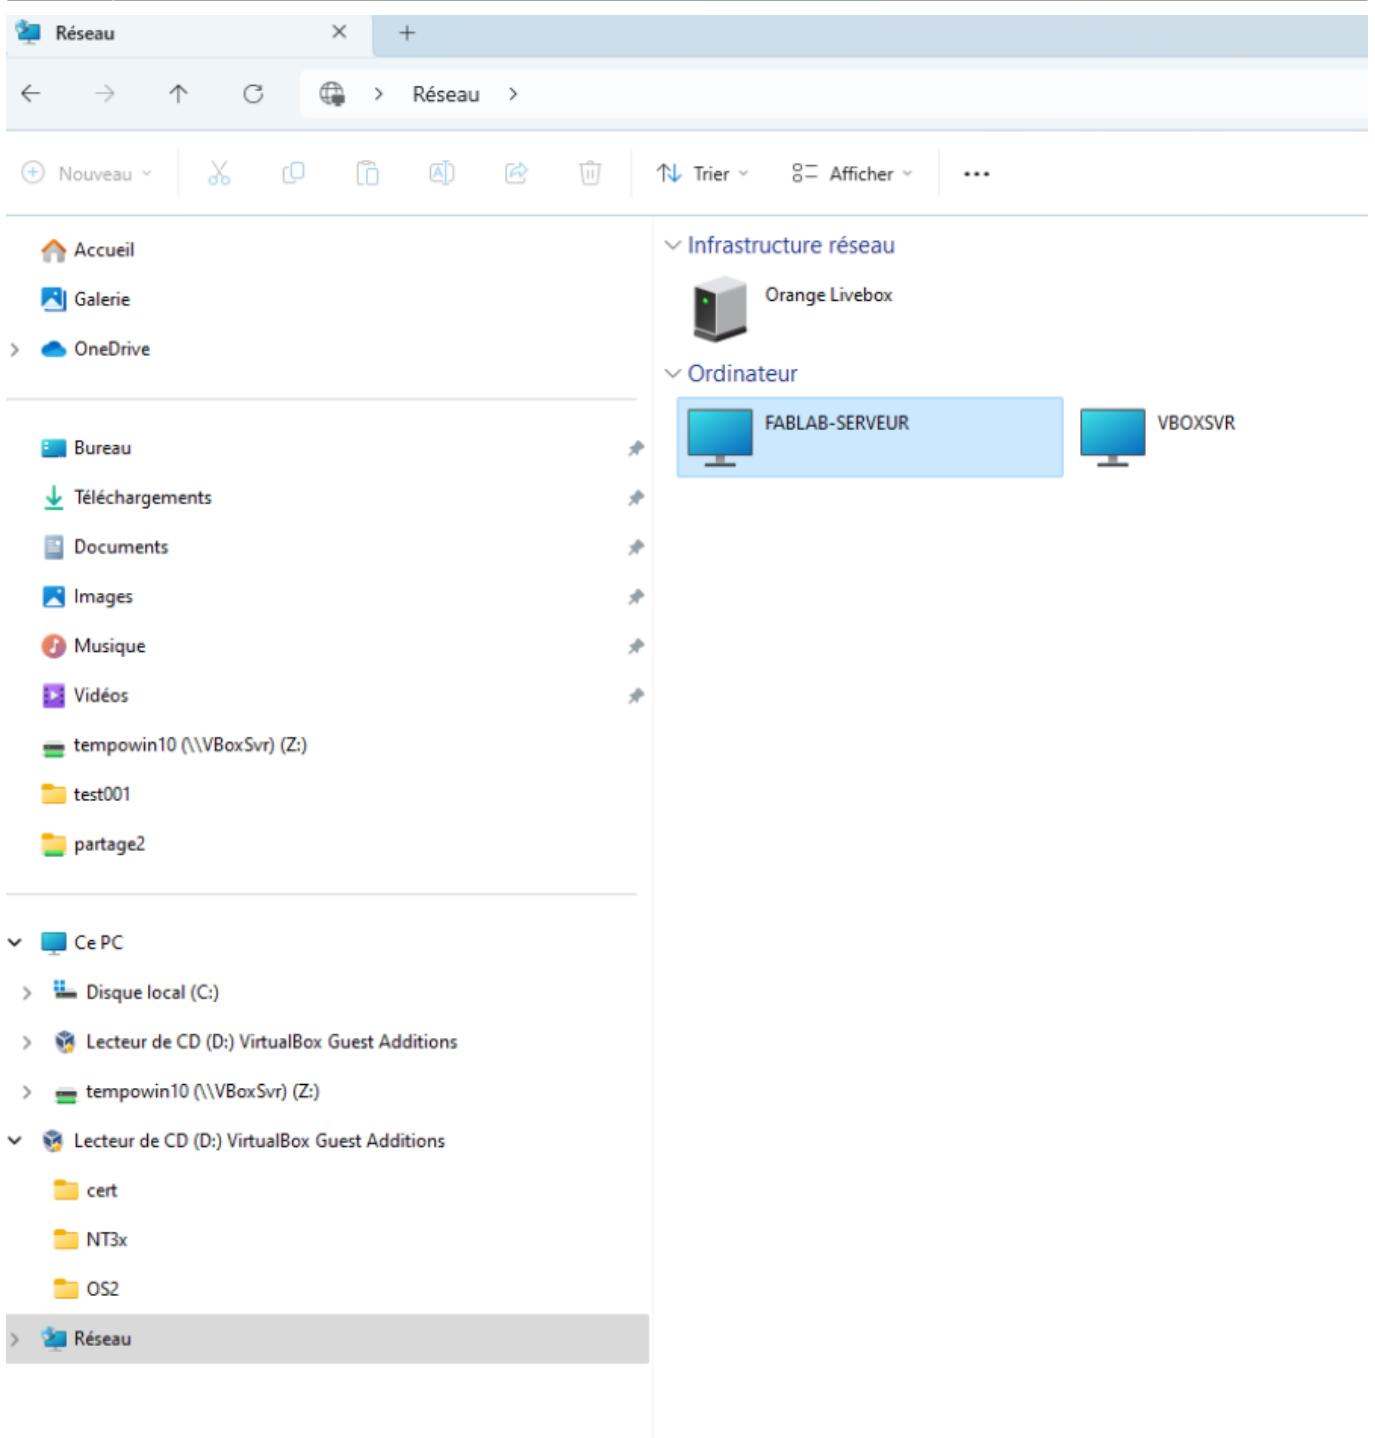 Réseau
Réseau
Nouveau
Trier
Afficher
Accueil
Galerie
OneDrive
Bureau
Téléchargements
Documents
Images
Musique
Vidéos
tempowin10 (\\VBoxSvr) (Z:)
test001
partage2
Ce PC
Disque local (C:)
Lecteur de CD (D:) VirtualBox Guest Additions
tempowin10 (\\VBoxSvr) (Z:)
Lecteur de CD (D:) VirtualBox Guest Additions
cert
NT3x
OS2
Réseau
Infrastructure réseau
Orange Livebox
Ordinateur
FABLAB-SERVEUR
VBOXSVR